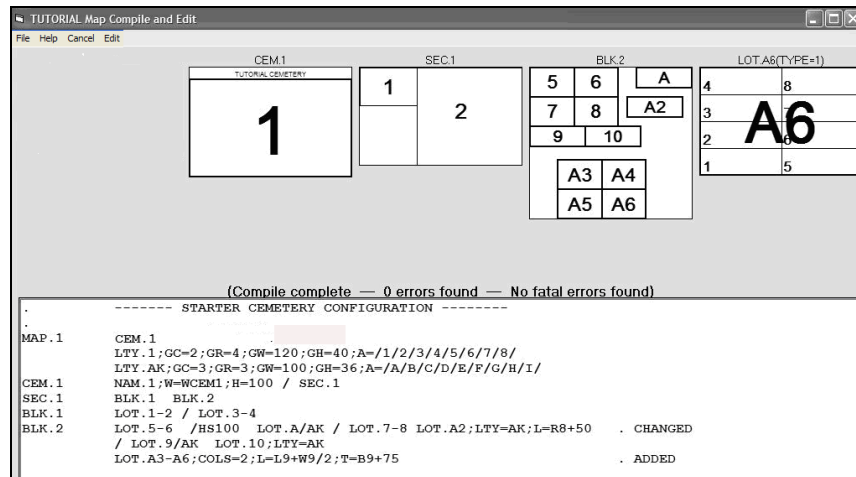 TUTORIAL Map Compile and Edit
File Help Cancel Edit
CEM.1 SEC.1 BLK.2 LOT.A6(TYPE=1)
TUTORIAL CEMETERY
1
1
2
5 6 A
7 8 A2
9 10
A3 A4
A5 A6
4 8
3
A6
2 6
1 5
(Compile complete — 0 errors found — No fatal errors found)
. ------- STARTER CEMETERY CONFIGURATION --------
.
MAP.1 CEM.1
LTY.1;GC=2;GR=4;GW=120;GH=40;A=/1/2/3/4/5/6/7/8/
LTY.AK;GC=3;GR=3;GW=100;GH=36;A=/A/B/C/D/E/F/G/H/I/
CEM.1 NAM.1;W=WCEM1;H=100 / SEC.1
SEC.1 BLK.1 BLK.2
BLK.1 LOT.1-2 / LOT.3-4
BLK.2 LOT.5-6 /HS100 LOT.A/AK / LOT.7-8 LOT.A2;LTY=AK;L=R8+50 . CHANGED
/ LOT.9/AK LOT.10;LTY=AK
LOT.A3-A6;COLS=2;L=L9+W9/2;T=B9+75 . ADDED